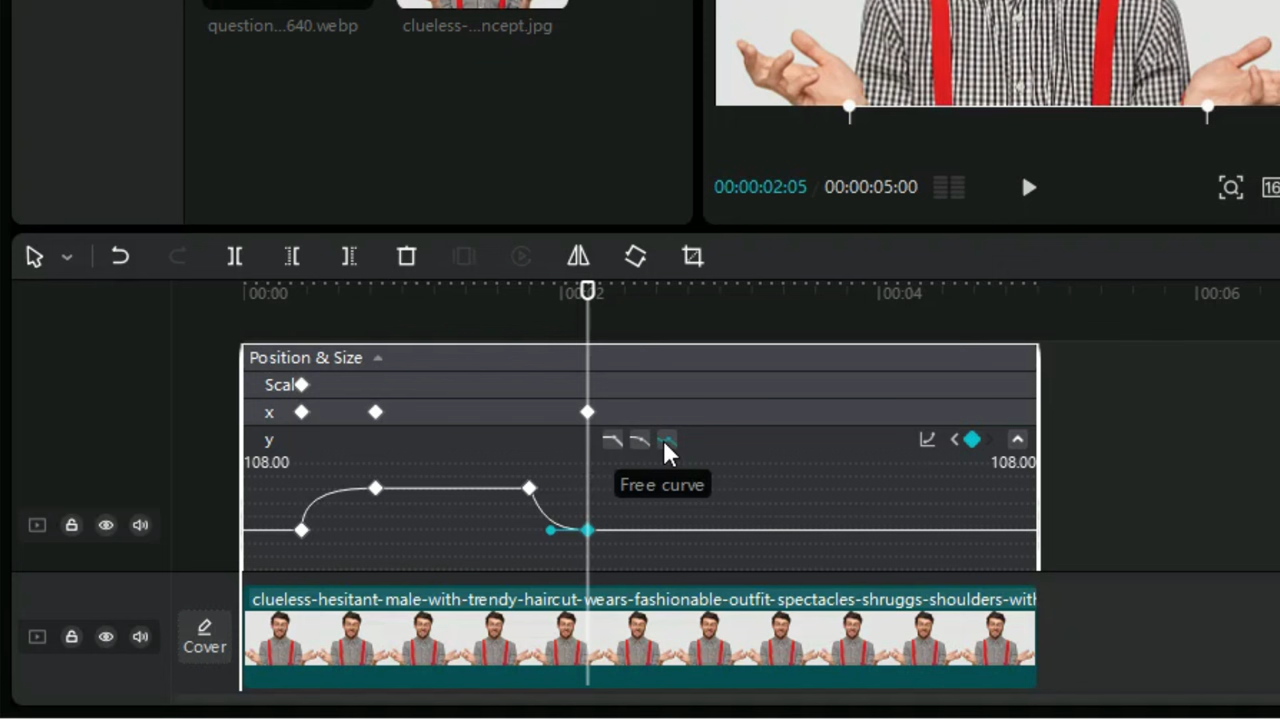 question...640.webp
clueless-...ncept.jpg
00:00:02:05 / 00:00:05:00
16
00:00
00:02
00:04
00:06
Position & Size
Scal
x
y
108.00
108.00
Free curve
clueless-hesitant-male-with-trendy-haircut-wears-fashionable-outfit-spectacles-shruggs-shoulders-with
Cover